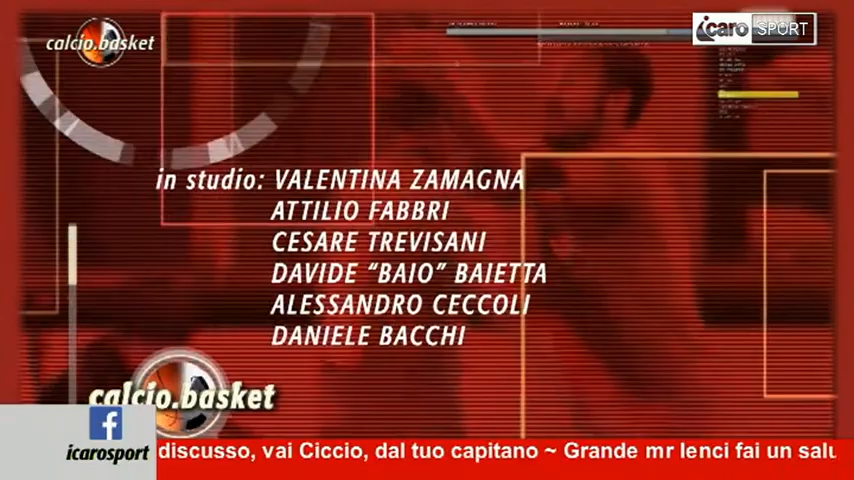 calcio.basket
icaro SPORT
in studio: VALENTINA ZAMAGNA
ATTILIO FABBRI
CESARE TREVISANI
DAVIDE “BAIO” BAIETTA
ALESSANDRO CECCOLI
DANIELE BACCHI
calcio.basket
icarosport
discusso, vai Ciccio, dal tuo capitano ~ Grande mr lenci fai un salu